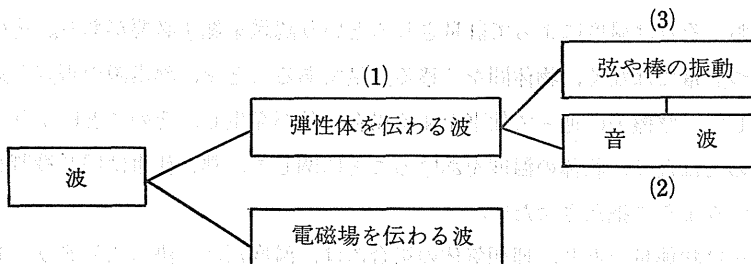 (3)
弦や棒の振動
(1)
弾性体を伝わる波
音 波
(2)
波
電磁場を伝わる波